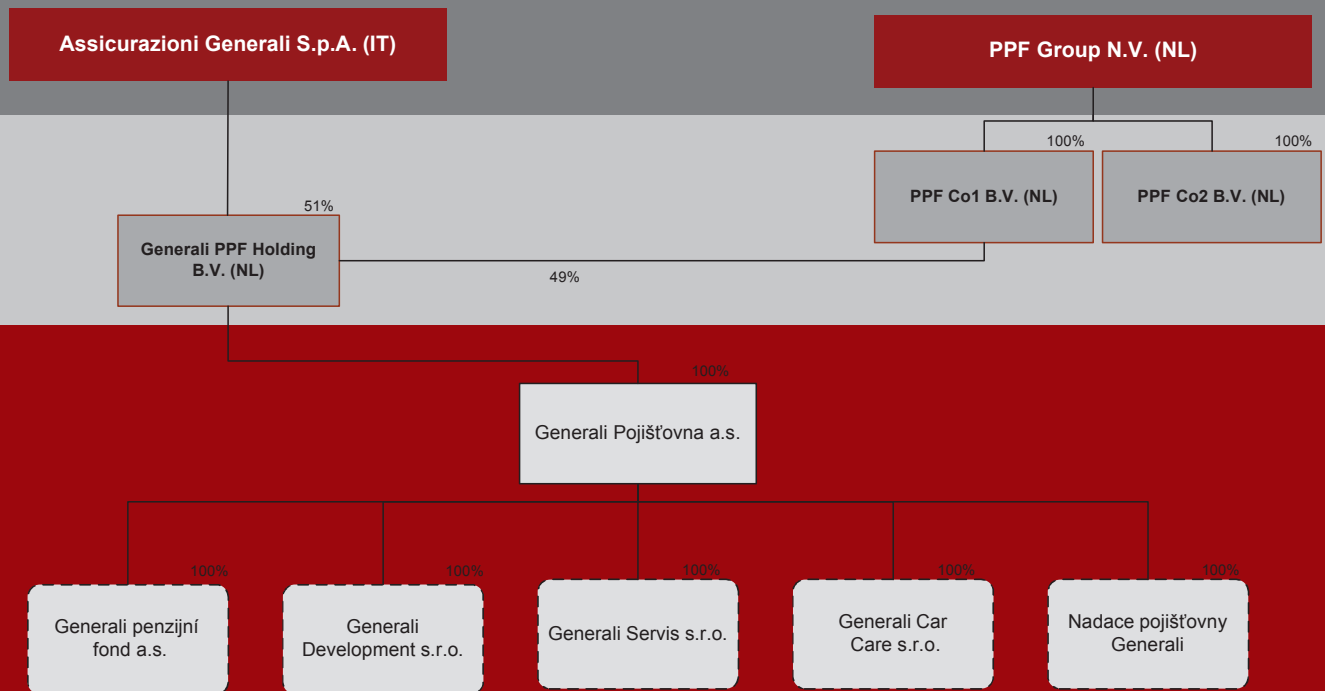 Assicurazioni Generali S.p.A. (IT)
PPF Group N.V. (NL)
100%
100%
PPF Co1 B.V. (NL)
PPF Co2 B.V. (NL)
51%
Generali PPF Holding
B.V. (NL)
49%
100%
Generali Pojišťovna a.s.
100%
100%
100%
100%
100%
Generali penzijní
fond a.s.
Generali
Development s.r.o.
Generali Servis s.r.o.
Generali Car
Care s.r.o.
Nadace pojišťovny
Generali